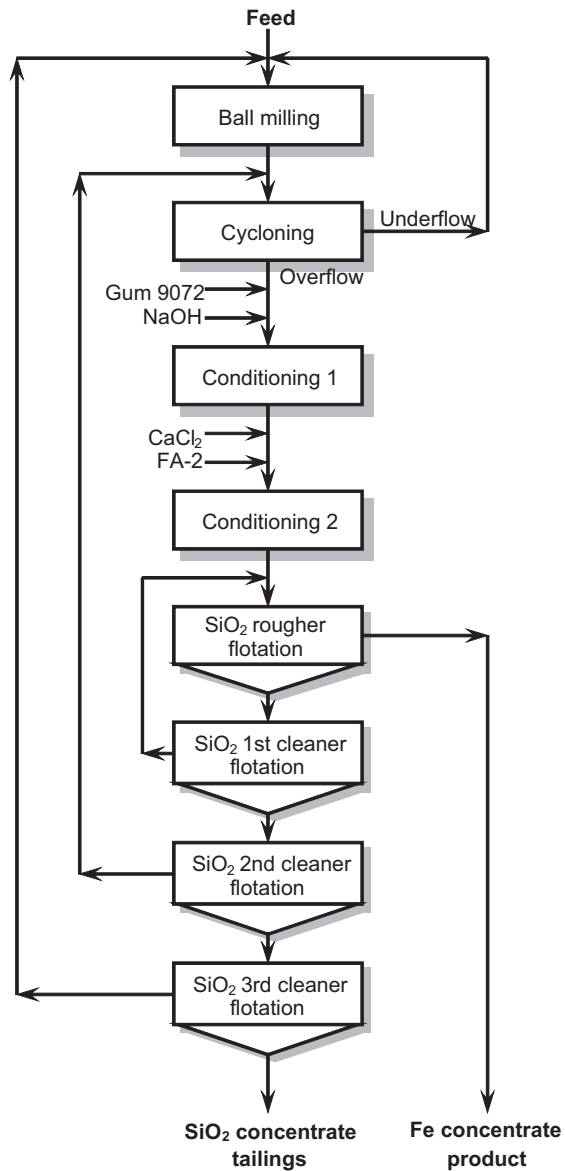 Feed
Ball milling
Underflow
Cycloning
Overflow
Gum 9072
NaOH
Conditioning 1
CaCl₂
FA-2
Conditioning 2
SiO₂ rougher
flotation
SiO₂ 1st cleaner
flotation
SiO₂ 2nd cleaner
flotation
SiO₂ 3rd cleaner
flotation
SiO₂ concentrate
tailings
Fe concentrate
product